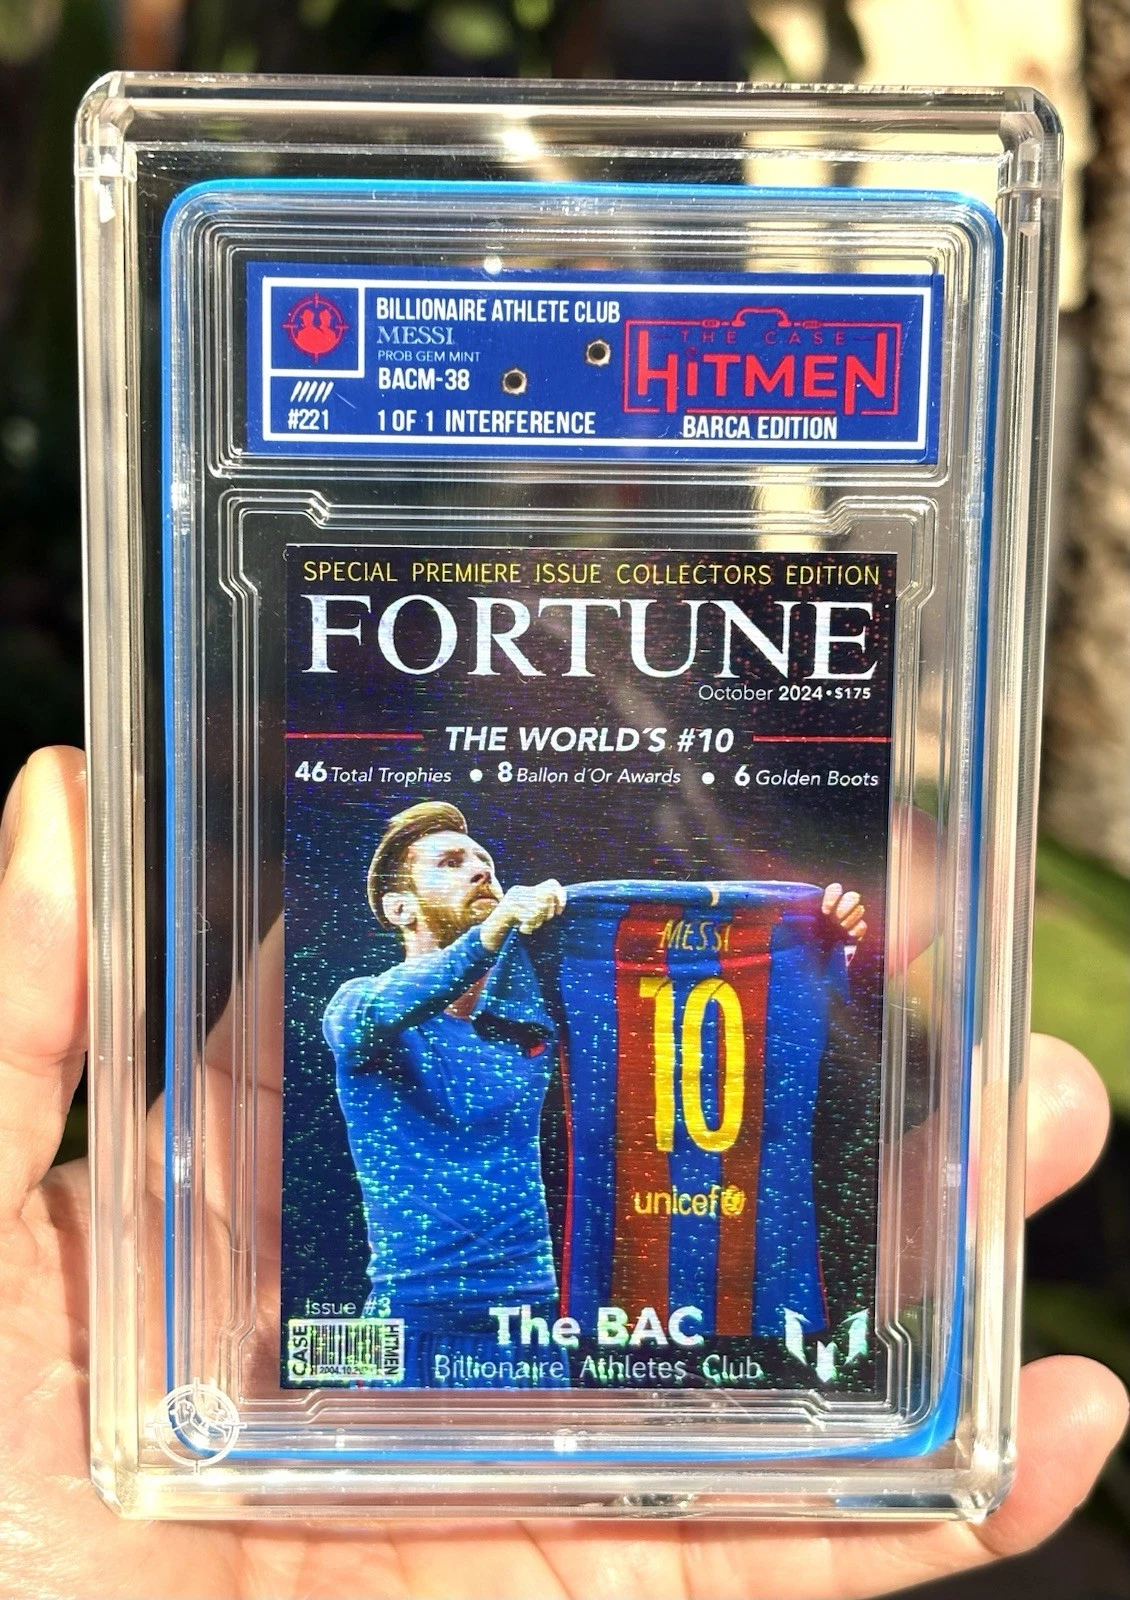 BILLIONAIRE ATHLETE CLUB
MESSI
PROB GEM MINT
BACM-38
#221
1 OF 1 INTERFERENCE
THE CASE
HiTMEN
BARCA EDITION
SPECIAL PREMIERE ISSUE COLLECTORS EDITION
FORTUNE
October 2024•$175
THE WORLD´S #10
46 Total Trophies • 8 Ballon d´Or Awards • 6 Golden Boots
MESSI
10
unicef
Issue #3
CASE
HITMEN
The BAC
Billionaire Athletes Club